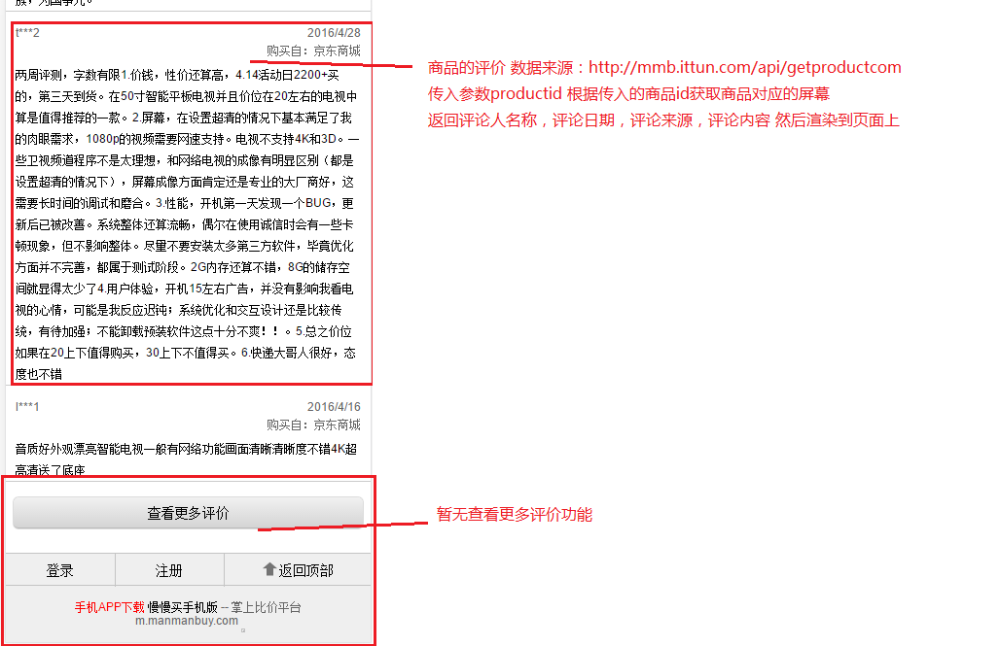 族，为国争光。
t***2 2016/4/28
购买自：京东商城
两周评测，字数有限1.价钱，性价还算高，4.14活动日2200+买
的，第三天到货。在50寸智能平板电视并且价位在20左右的电视中
算是值得推荐的一款。2.屏幕，在设置超清的情况下基本满足了我
的肉眼需求，1080p的视频需要网速支持。电视不支持4K和3D。一
些卫视频道程序不是太理想，和网络电视的成像有明显区别（都是
设置超清的情况下），屏幕成像方面肯定还是专业的大厂商好，这
需要长时间的调试和磨合。3.性能，开机第一天发现一个BUG，更
新后已被改善。系统整体还算流畅，偶尔在使用诚信时会有一些卡
顿现象，但不影响整体。尽量不要安装太多第三方软件，毕竟优化
方面并不完善，都属于测试阶段。2G内存还算不错，8G的储存空
间就显得太少了4.用户体验，开机15左右广告，并没有影响我看电
视的心情，可能是我反应迟钝；系统优化和交互设计还是比较传
统，有待加强；不能卸载预装软件这点十分不爽！！。5.总之价位
如果在20上下值得购买，30上下不值得买。6.快递大哥人很好，态
度也不错
l***1 2016/4/16
购买自：京东商城
音质好外观漂亮智能电视一般有网络功能画面清晰清晰度不错4K超
高清送了底座
查看更多评价
登录 注册 返回顶部
手机APP下载 慢慢买手机版 -- 掌上比价平台
m.manmanbuy.com
商品的评价 数据来源：http://mmb.ittun.com/api/getproductcom
传入参数productid 根据传入的商品id获取商品对应的屏幕
返回评论人名称，评论日期，评论来源，评论内容 然后渲染到页面上
暂无查看更多评价功能